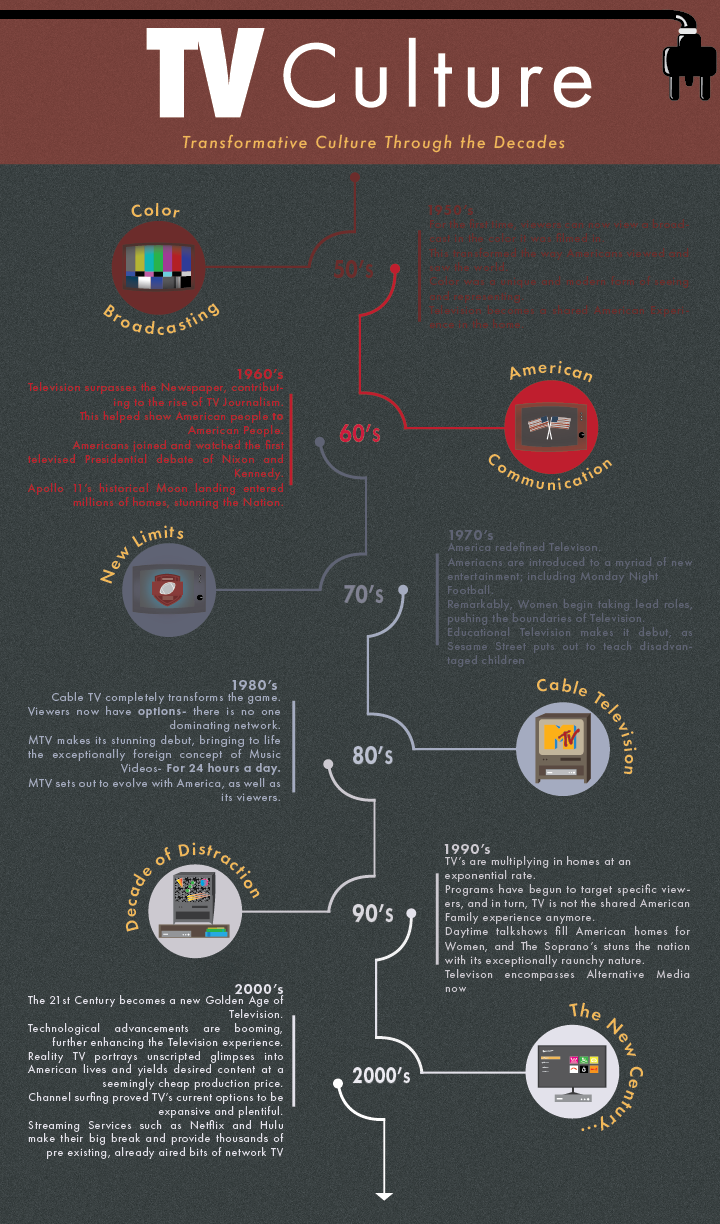 TV Culture
Transformative Culture Through the Decades
Color
Broadcasting
50's
1960's
Television surpasses the Newspaper, contribut-
ing to the rise of TV Journalism.
This helped show American people to
American People.
Americans joined and watched the first
televised Presidential debate of Nixon and
Kennedy.
Apollo 11's historical Moon landing entered
millions of homes, stunning the Nation.
60's
American
Communication
New Limits
70's
1970's
America redefined Televison.
Ameriacns are introduced to a myriad of new
entertainment; including Monday Night
Football.
Remarkably, Women begin taking lead roles,
pushing the boundaries of Television.
Educational Television makes it debut, as
Sesame Street puts out to teach disadvan-
taged children
1980's
Cable TV completely transforms the game.
Viewers now have options- there is no one
dominating network.
MTV makes its stunning debut, bringing to life
the exceptionally foreign concept of Music
Videos- For 24 hours a day.
MTV sets out to evolve with America, as well as
its viewers.
80's
Cable Television
MTV
Decade of Distraction
90's
1990's
TV's are multiplying in homes at an
exponential rate.
Programs have begun to target specific view-
ers, and in turn, TV is not the shared American
Family experience anymore.
Daytime talkshows fill American homes for
Women, and The Soprano's stuns the nation
with its exceptionally raunchy nature.
Televison encompasses Alternative Media
now
2000's
The 21st Century becomes a new Golden Age of
Television.
Technological advancements are booming,
further enhancing the Television experience.
Reality TV portrays unscripted glimpses into
American lives and yields desired content at a
seemingly cheap production price.
Channel surfing proved TV's current options to be
expansive and plentiful.
Streaming Services such as Netflix and Hulu
make their big break and provide thousands of
pre existing, already aired bits of network TV
2000's
The New Century...